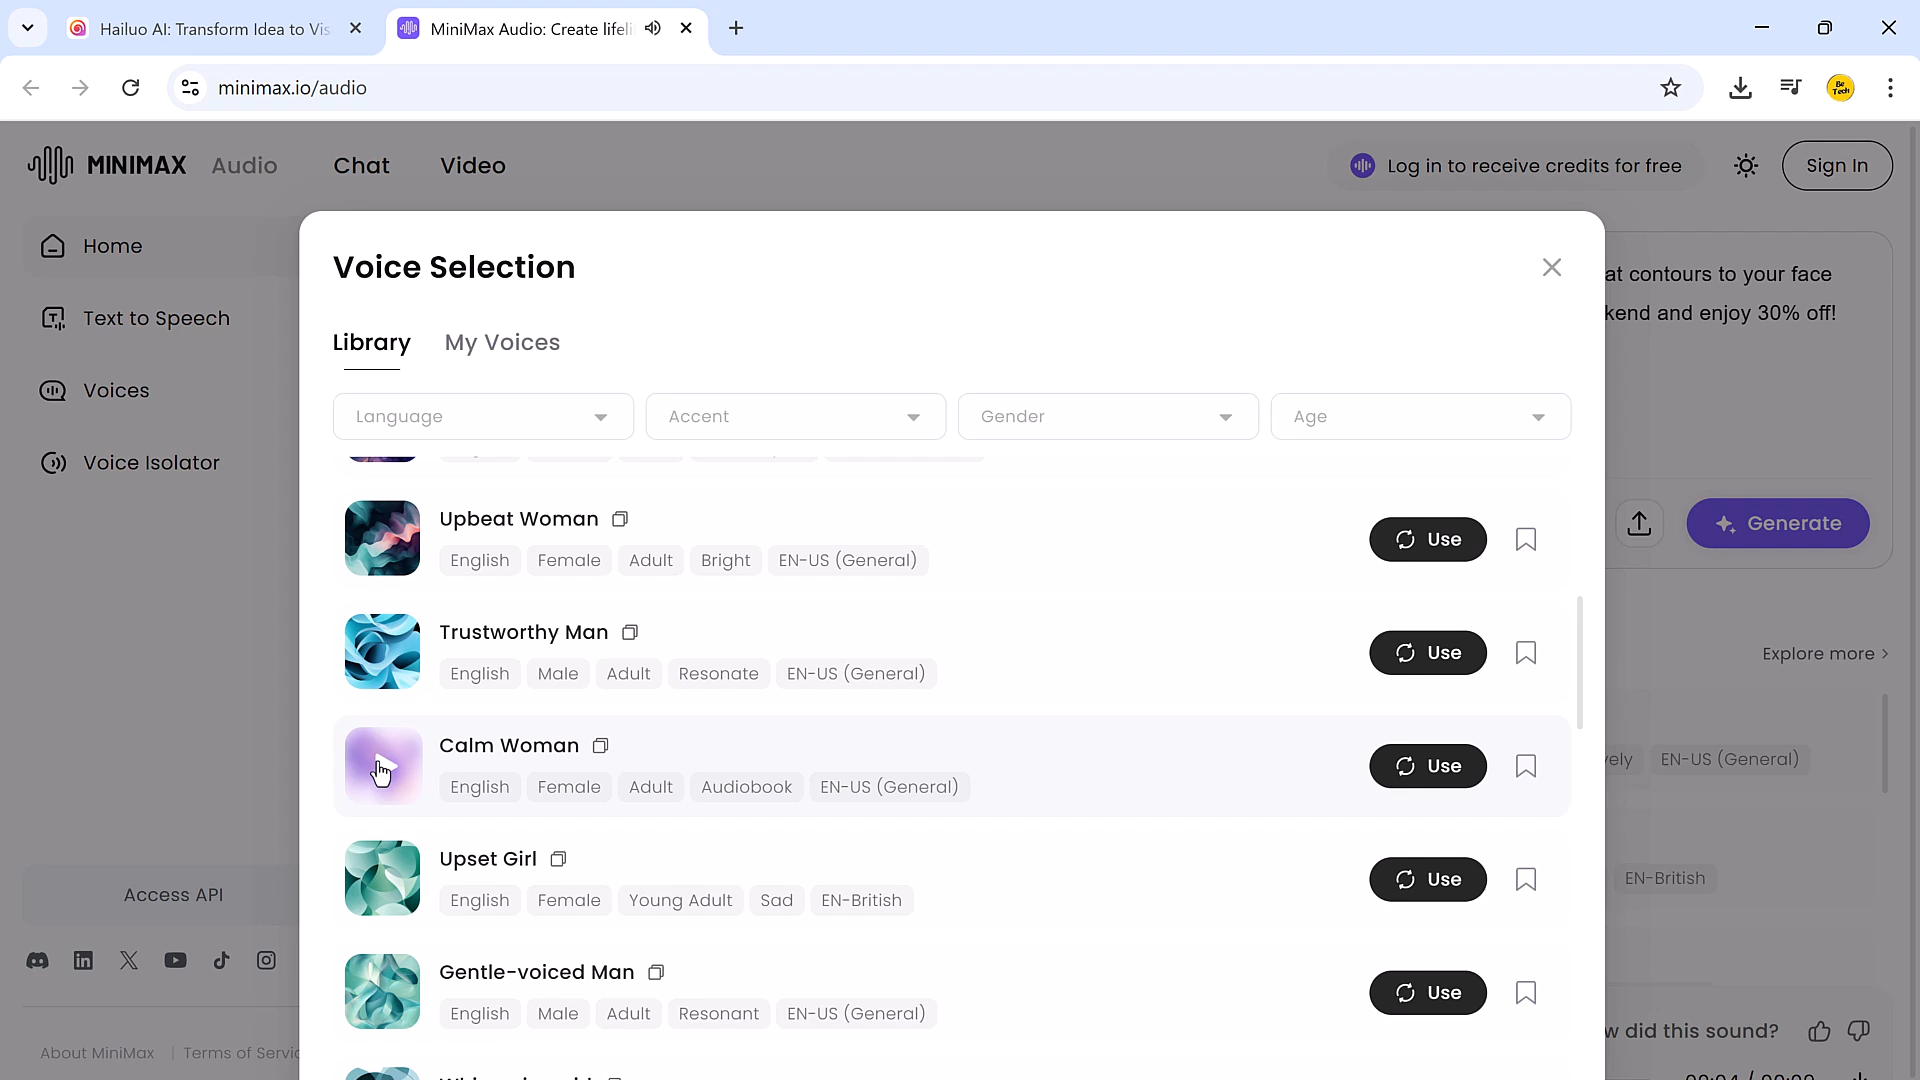 Hailuo AI: Transform Idea to Vis
MiniMax Audio: Create lifeli
minimax.io/audio
Be
Tech
MINIMAX Audio Chat Video
Log in to receive credits for free
Sign In
Home
Text to Speech
Voices
Voice Isolator
Access API
About MiniMax | Terms of Servic
at contours to your face
kend and enjoy 30% off!
Generate
Explore more >
vely EN-US (General)
EN-British
w did this sound?
Voice Selection
Library My Voices
Language Accent Gender Age
Upbeat Woman
English Female Adult Bright EN-US (General)
Use
Trustworthy Man
English Male Adult Resonate EN-US (General)
Use
Calm Woman
English Female Adult Audiobook EN-US (General)
Use
Upset Girl
English Female Young Adult Sad EN-British
Use
Gentle-voiced Man
English Male Adult Resonant EN-US (General)
Use